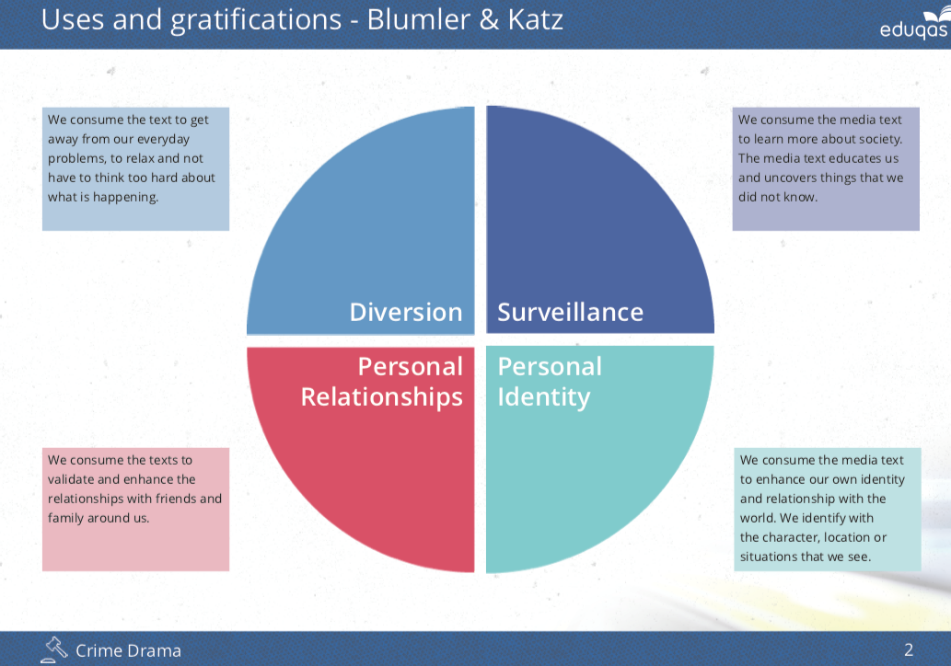 Uses and gratifications - Blumler & Katz
eduqas
We consume the text to get
away from our everyday
problems, to relax and not
have to think too hard about
what is happening.
We consume the media text
to learn more about society.
The media text educates us
and uncovers things that we
did not know.
Diversion
Surveillance
Personal
Relationships
Personal
Identity
We consume the texts to
validate and enhance the
relationships with friends and
family around us.
We consume the media text
to enhance our own identity
and relationship with the
world. We identify with
the character, location or
situations that we see.
Crime Drama
2